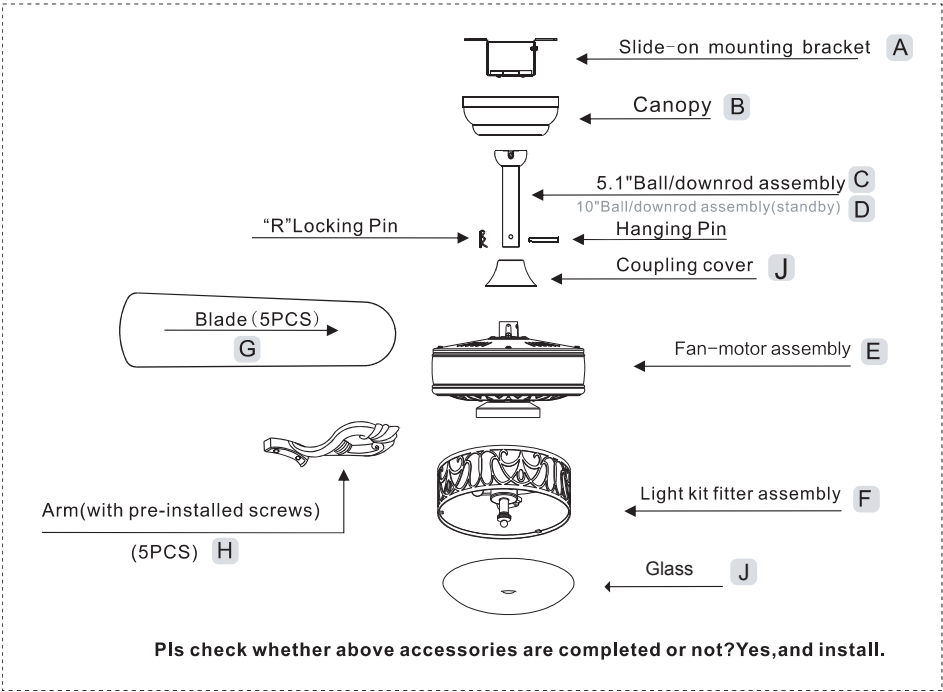 Slide-on mounting bracket A
Canopy B
5.1"Ball/downrod assembly C
10"Ball/downrod assembly(standby) D
“R”Locking Pin
Hanging Pin
Coupling cover J
Blade(5PCS)
G
Fan-motor assembly E
Light kit fitter assembly F
Arm(with pre-installed screws)
(5PCS) H
Glass J
Pls check whether above accessories are completed or not?Yes,and install.